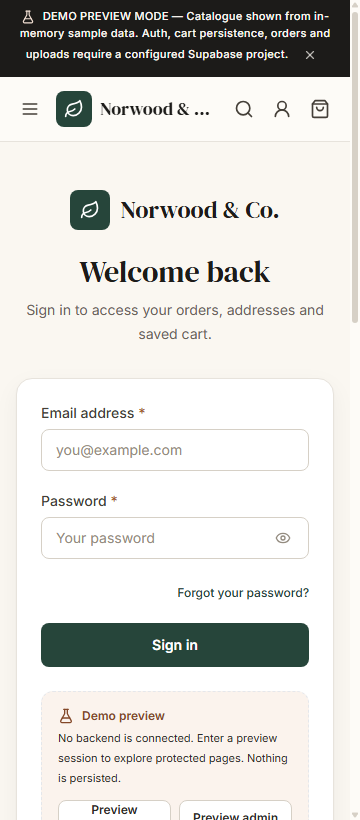 DEMO PREVIEW MODE — Catalogue shown from in-
memory sample data. Auth, cart persistence, orders and
uploads require a configured Supabase project.
Norwood & ...
Norwood & Co.
Welcome back
Sign in to access your orders, addresses and
saved cart.
Email address *
you@example.com
Password *
Your password
Forgot your password?
Sign in
Demo preview
No backend is connected. Enter a preview
session to explore protected pages. Nothing
is persisted.
Preview
Preview admin